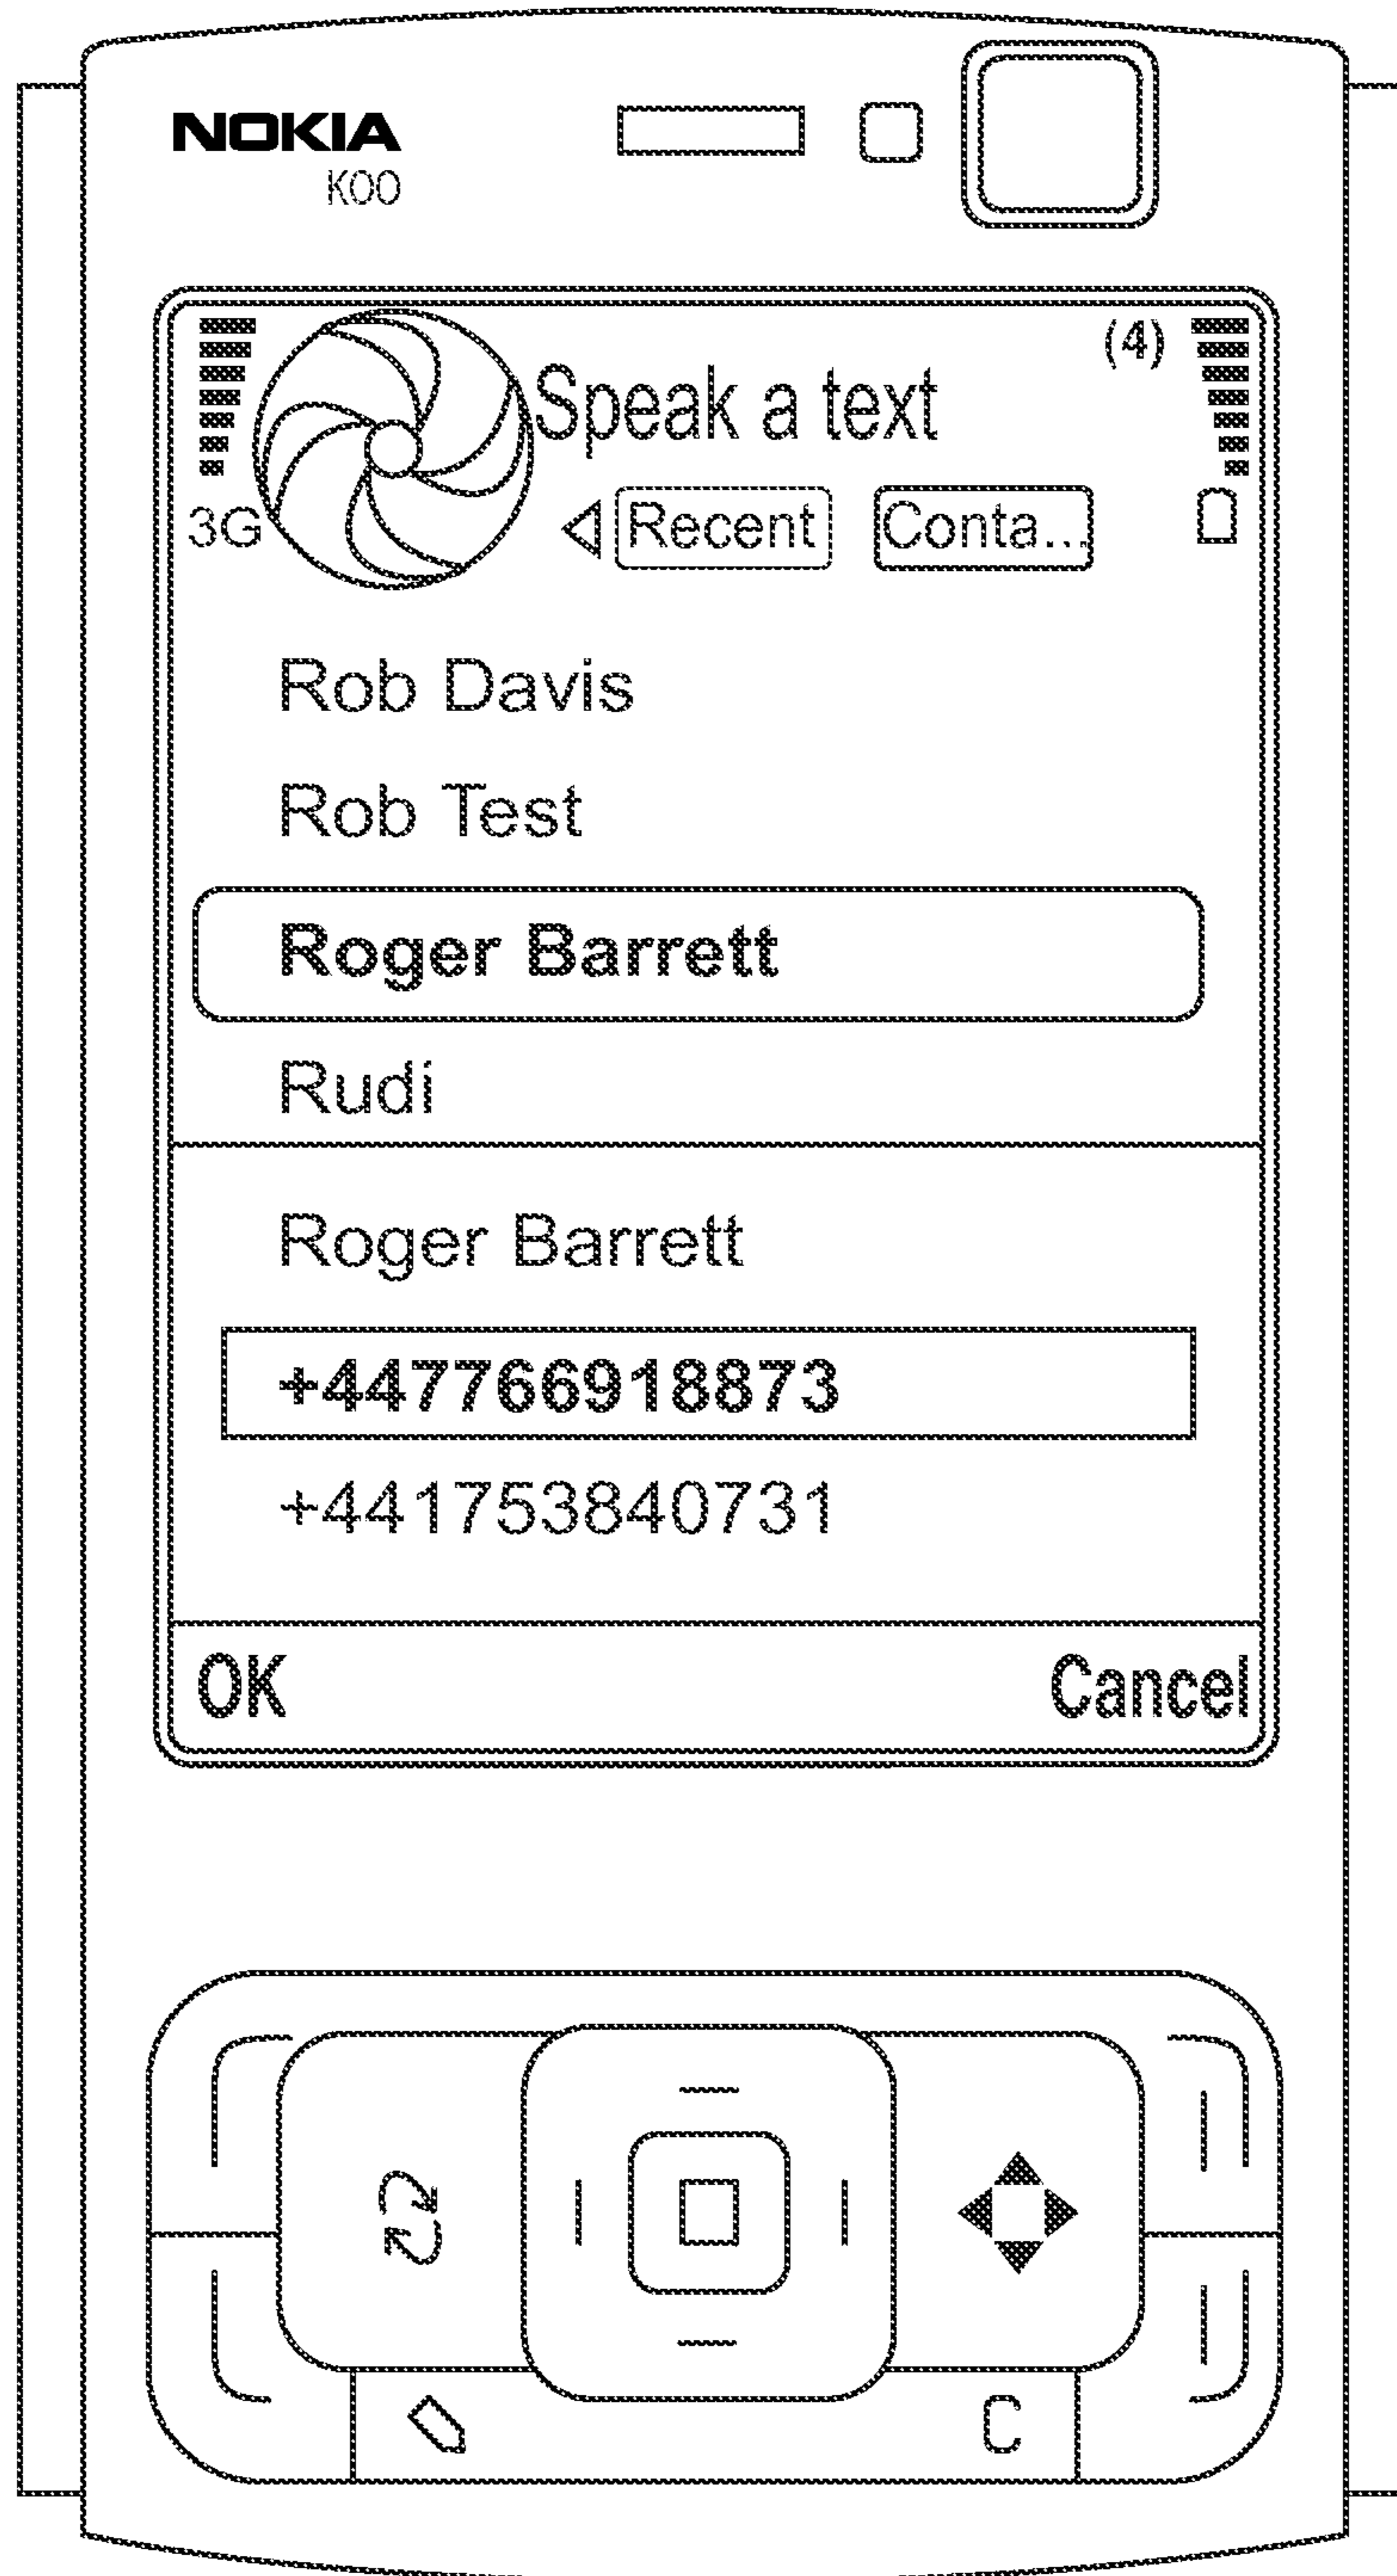 NOKIA
K00
(4)
Speak a text
3G
Recent
Conta...
Rob Davis
Rob Test
Roger Barrett
Rudi
Roger Barrett
+447766918873
+441753840731
OK
Cancel
C